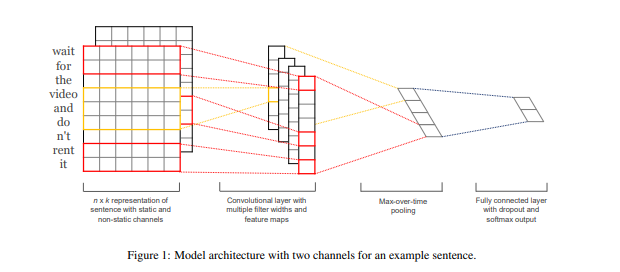 wait
for
the
video
and
do
n't
rent
it
n x k representation of
sentence with static and
non-static channels
Convolutional layer with
multiple filter widths and
feature maps
Max-over-time
pooling
Fully connected layer
with dropout and
softmax output
Figure 1: Model architecture with two channels for an example sentence.